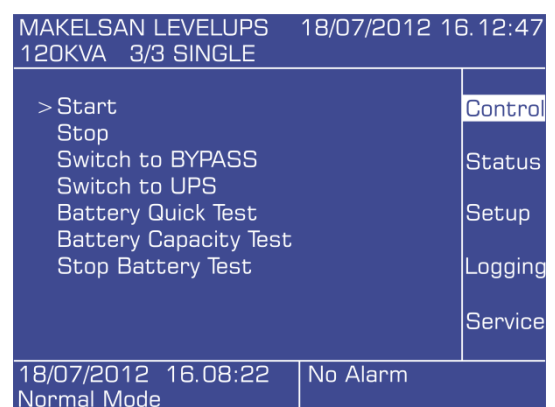 MAKELSAN LEVELUPS 18/07/2012 16.12:47
120KVA 3/3 SINGLE
>Start
Stop
Switch to BYPASS
Switch to UPS
Battery Quick Test
Battery Capacity Test
Stop Battery Test
Control
Status
Setup
Logging
Service
18/07/2012 16.08:22
Normal Mode
No Alarm